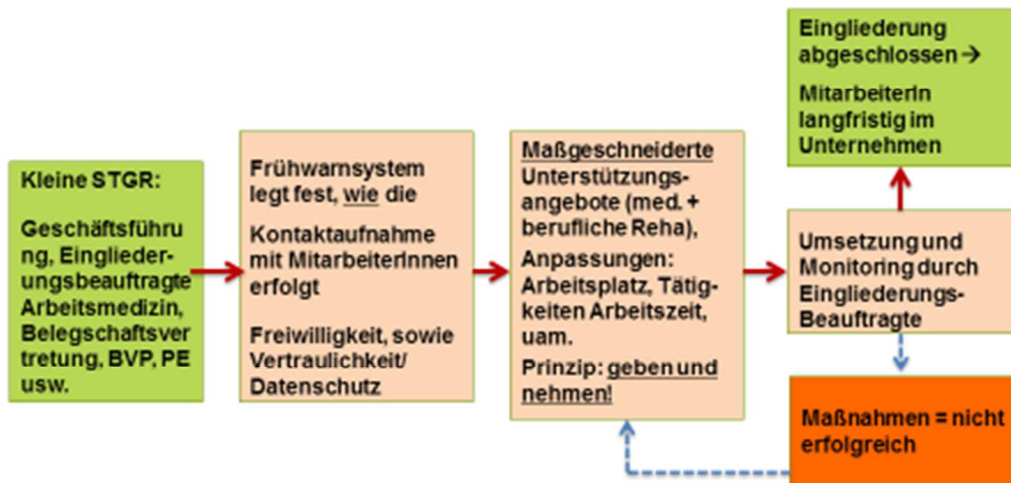 Kleine STGR:
Geschäftsführu
ng, Einglieder-
ungsbeauftragte
Arbeitsmedizin,
Belegschaftsver
tretung, BVP, PE
usw.
Frühwarnsystem
legt fest, wie die
Kontaktaufnahme
mit MitarbeiterInnen
erfolgt
Freiwilligkeit, sowie
Vertraulichkeit/
Datenschutz
Maßgeschneiderte
Unterstützungs-
angebote (med. +
berufliche Reha),
Anpassungen:
Arbeitsplatz, Tätig-
keiten Arbeitszeit,
uam.
Prinzip: geben und
nehmen!
Eingliederung
abgeschlossen →
MitarbeiterIn
langfristig im
Unternehmen
Umsetzung und
Monitoring durch
Eingliederungs-
Beauftragte
Maßnahmen = nicht
erfolgreich